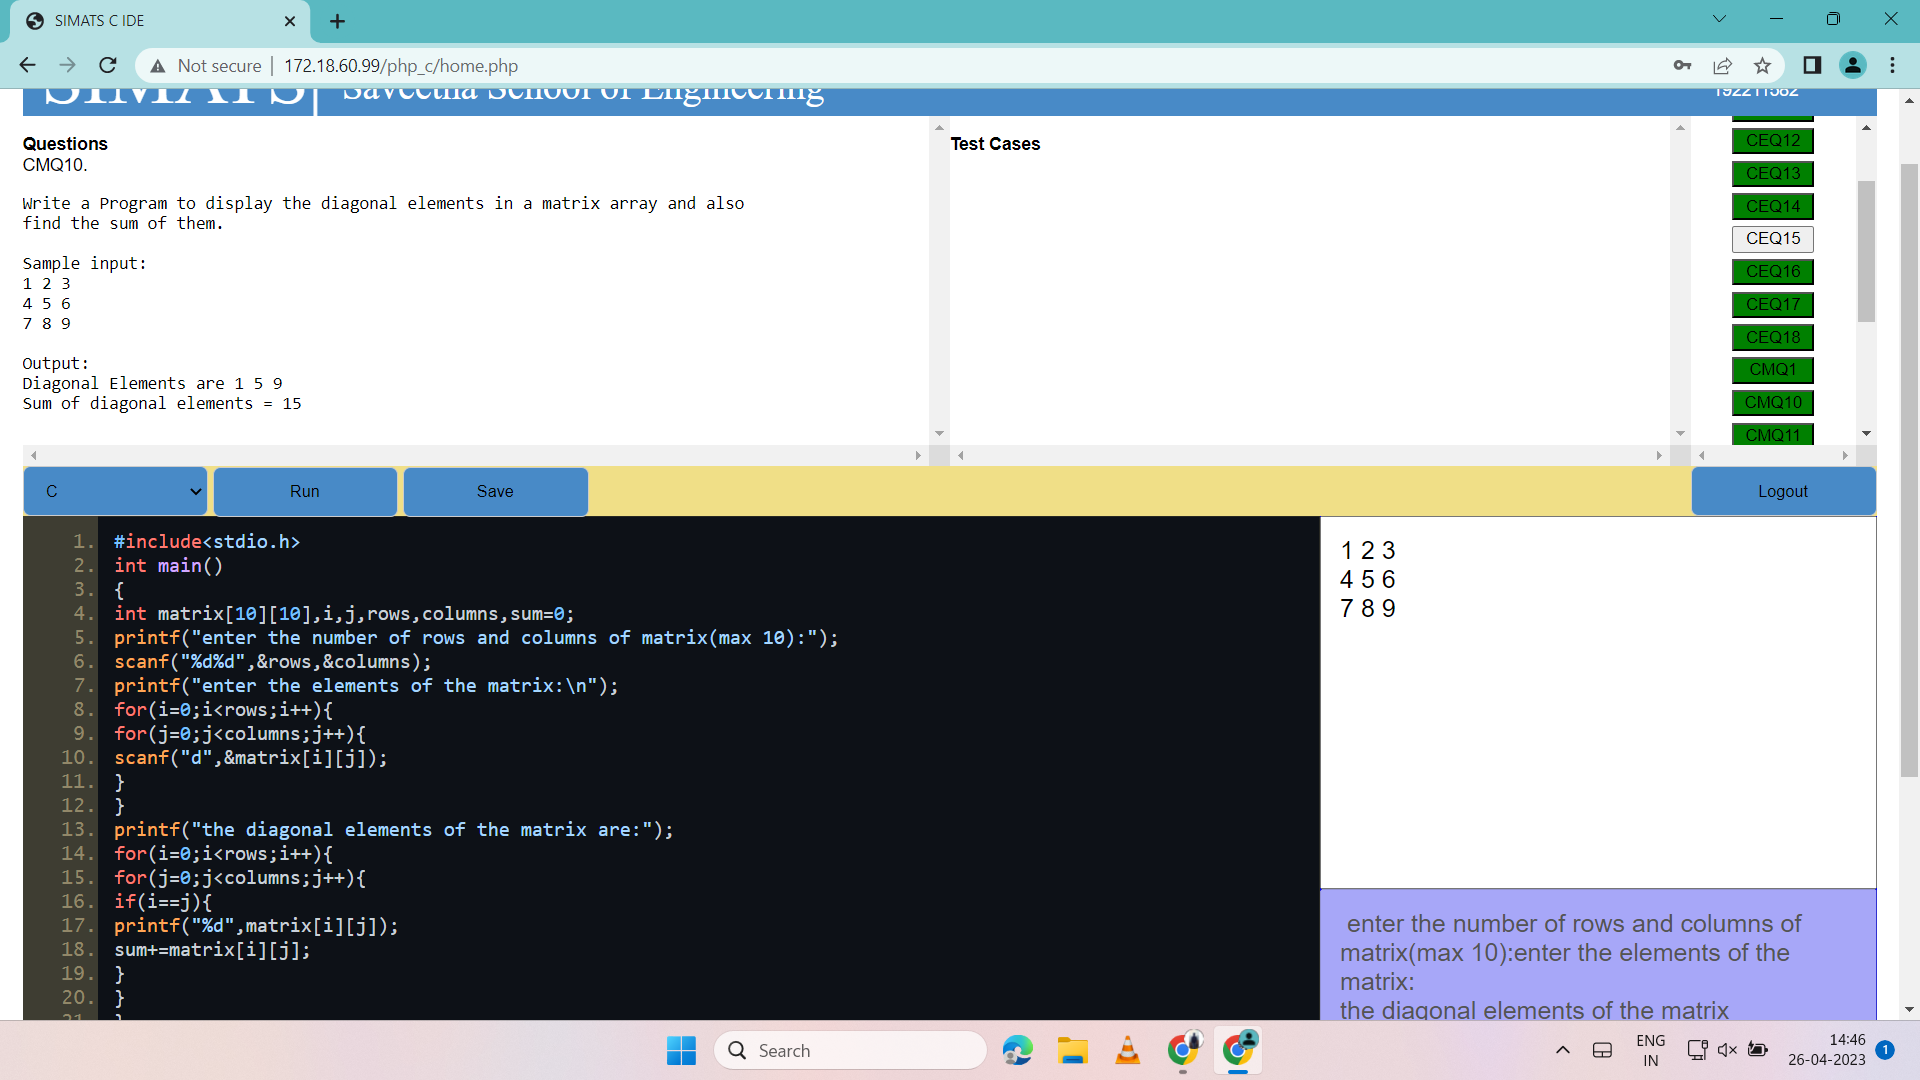 SIMATS C IDE
Not secure | 172.18.60.99/php_c/home.php
SIMATS Saveetha School of Engineering
192211582
Questions
CMQ10.
Write a Program to display the diagonal elements in a matrix array and also
find the sum of them.
Sample input:
1 2 3
4 5 6
7 8 9
Output:
Diagonal Elements are 1 5 9
Sum of diagonal elements = 15
Test Cases
CEQ12
CEQ13
CEQ14
CEQ15
CEQ16
CEQ17
CEQ18
CMQ1
CMQ10
CMQ11
C Run Save Logout
1. #include<stdio.h>
2. int main()
3. {
4. int matrix[10][10],i,j,rows,columns,sum=0;
5. printf("enter the number of rows and columns of matrix(max 10):");
6. scanf("%d%d",&rows,&columns);
7. printf("enter the elements of the matrix:\n");
8. for(i=0;i<rows;i++){
9. for(j=0;j<columns;j++){
10. scanf("d",&matrix[i][j]);
11. }
12. }
13. printf("the diagonal elements of the matrix are:");
14. for(i=0;i<rows;i++){
15. for(j=0;j<columns;j++){
16. if(i==j){
17. printf("%d",matrix[i][j]);
18. sum+=matrix[i][j];
19. }
20. }
21. }
1 2 3
4 5 6
7 8 9
enter the number of rows and columns of
matrix(max 10):enter the elements of the
matrix:
the diagonal elements of the matrix
Search
ENG
IN
14:46
26-04-2023
1